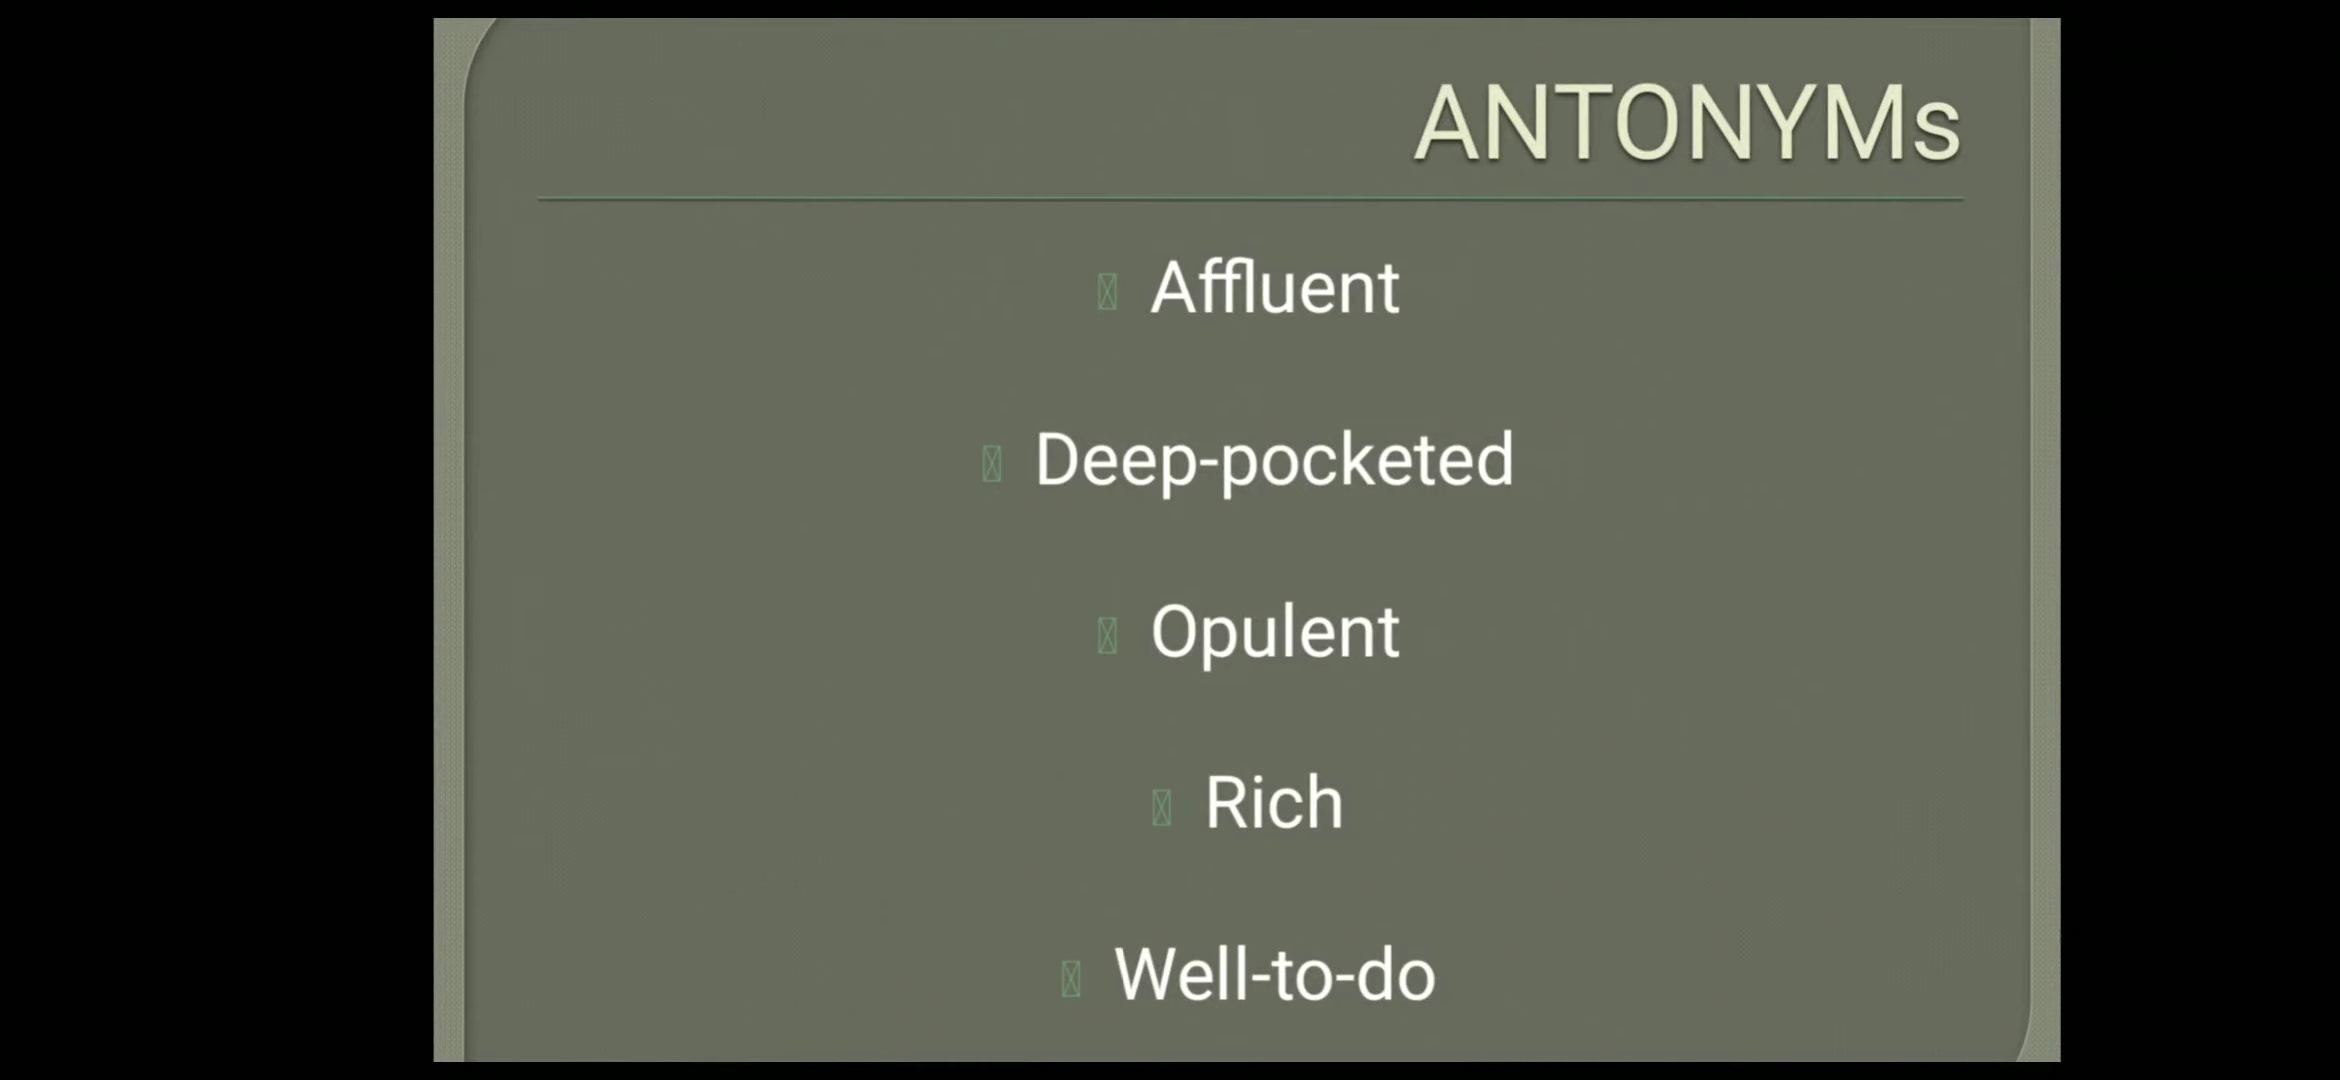 ANTONYMs
Affluent
Deep-pocketed
Opulent
Rich
Well-to-do